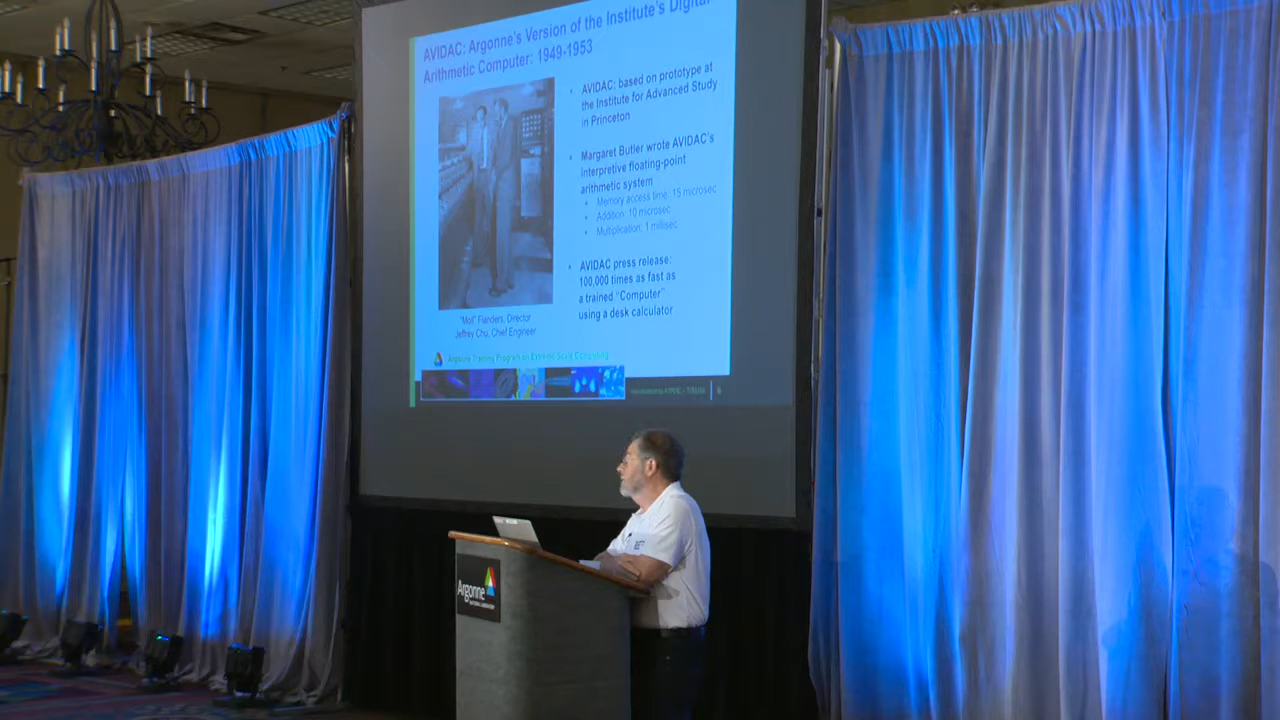 AVIDAC: Argonne's Version of the Institute's Digital
Arithmetic Computer: 1949-1953
• AVIDAC: based on prototype at
the Institute for Advanced Study
in Princeton
• Margaret Butler wrote AVIDAC's
interpretive floating-point
arithmetic system
• Memory access time: 15 microsec
• Addition: 10 microsec
• Multiplication: 1 millisec
• AVIDAC press release:
100,000 times as fast as
a trained "Computer"
using a desk calculator
"Moll" Flanders, Director
Jeffrey Chu, Chief Engineer
Argonne Training Program on Extreme-Scale Computing
Argonne
NATIONAL LABORATORY